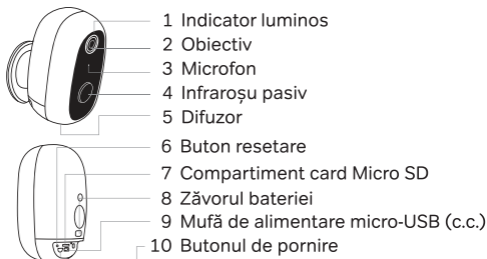 1 Indicator luminos
2 Obiectiv
3 Microfon
4 Infraroșu pasiv
5 Difuzor
6 Buton resetare
7 Compartiment card Micro SD
8 Zăvorul bateriei
9 Mufă de alimentare micro-USB (c.c.)
10 Butonul de pornire